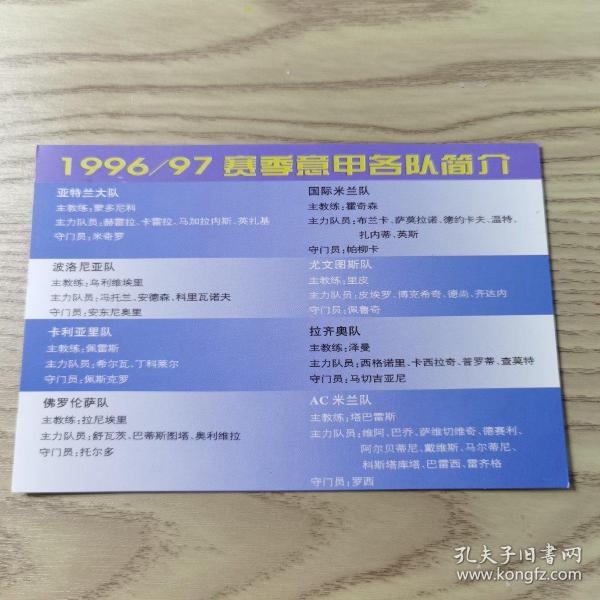 1996/97 赛季意甲各队简介
亚特兰大队
主教练:蒙多尼科
主力队员:赫雷拉、卡雷拉、马加拉内斯、英扎基
守门员:米奇罗
波洛尼亚队
主教练:乌利维埃里
主力队员:冯托兰、安德森、科里瓦诺夫
守门员:安东尼奥里
卡利亚里队
主教练:佩雷斯
主力队员:希尔瓦、丁科莱尔
守门员:佩斯克罗
佛罗伦萨队
主教练:拉尼埃里
主力队员:舒瓦茨、巴蒂斯图塔、奥利维拉
守门员:托尔多
国际米兰队
主教练:霍奇森
主力队员:布兰卡、萨莫拉诺、德约卡夫、温特、
扎内蒂、英斯
守门员:帕柳卡
尤文图斯队
主教练:里皮
主力队员:皮埃罗、博克希奇、德尚、齐达内
守门员:佩鲁奇
拉齐奥队
主教练:泽曼
主力队员:西格诺里、卡西拉奇、普罗蒂、查莫特
守门员:马切吉亚尼
AC 米兰队
主教练:塔巴雷斯
主力队员:维阿、巴乔、萨维切维奇、德赛利、
阿尔贝蒂尼、戴维斯、马尔蒂尼、
科斯塔库塔、巴雷西、雷齐格
守门员:罗西
孔夫子旧书网
www.kongfz.com